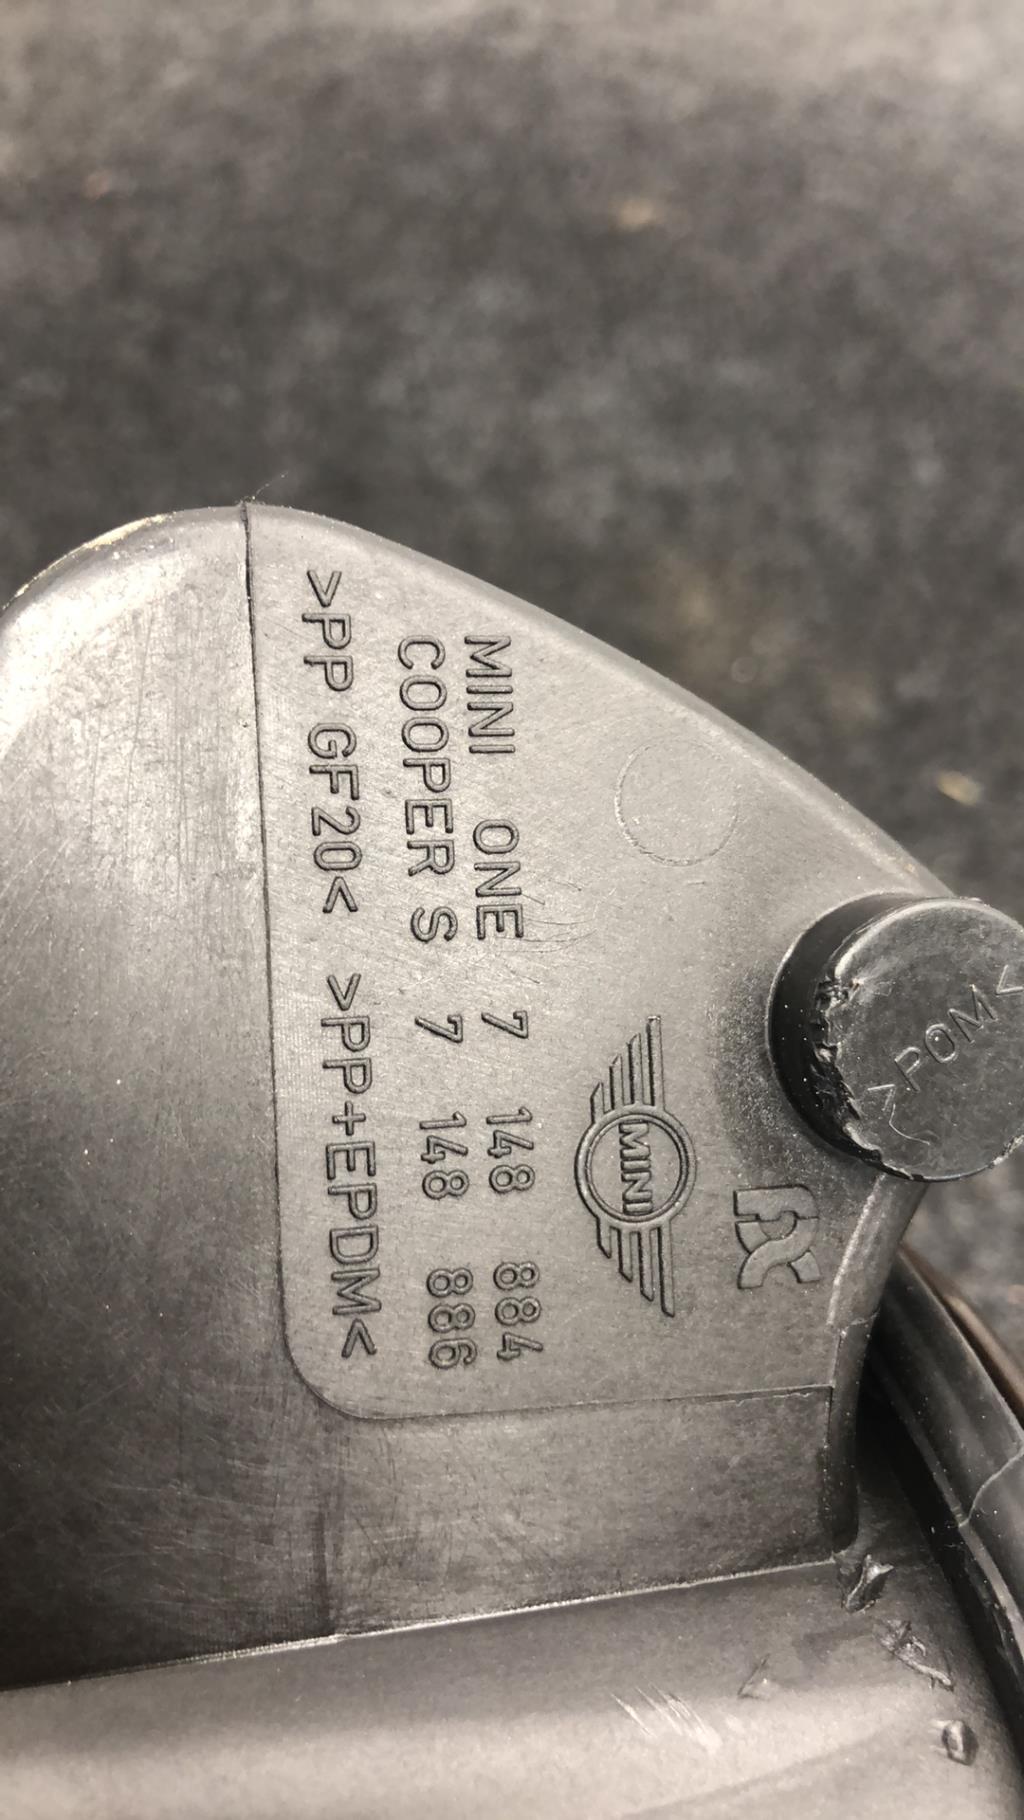 MINI
MINI ONE 7 148 884
COOPER S 7 148 886
>PP GF20< >PP+EPDM<
>POM<